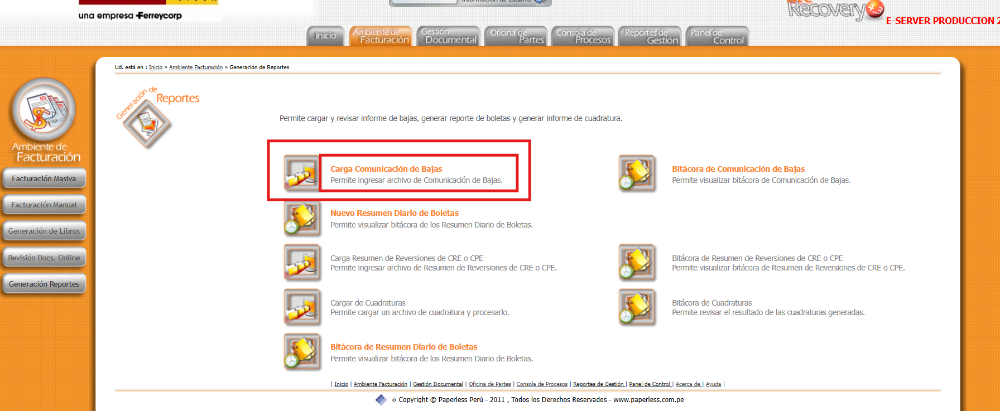 una empresa Ferreycorp
Información de usuario
Recovery 4.3
E-SERVER PRODUCCION
Inicio
Ambiente de Facturación
Gestión Documental
Oficina de Partes
Consola de Procesos
Reportes de Gestión
Panel de Control
Ud. está en : Inicio » Ambiente Facturación » Generación de Reportes
Generación de Reportes
Permite cargar y revisar informe de bajas, generar reporte de boletas y generar informe de cuadratura.
Ambiente de
Facturación
Facturación Masiva
Facturación Manual
Generación de Libros
Revisión Docs. Online
Generación Reportes
Carga Comunicación de Bajas
Permite ingresar archivo de Comunicación de Bajas.
Bitácora de Comunicación de Bajas
Permite visualizar bitácora de Comunicación de Bajas.
Nuevo Resumen Diario de Boletas
Permite visualizar bitácora de los Resumen Diario de Boletas.
Carga Resumen de Reversiones de CRE o CPE
Permite ingresar archivo de Resumen de Reversiones de CRE o CPE.
Bitácora de Resumen de Reversiones de CRE o CPE
Permite visualizar bitácora de Resumen de Reversiones de CRE o CPE.
Cargar de Cuadraturas
Permite cargar un archivo de cuadratura y procesarlo.
Bitácora de Cuadraturas
Permite revisar el resultado de las cuadraturas generadas.
Bitácora de Resumen Diario de Boletas
Permite visualizar bitácora de los Resumen Diario de Boletas.
| Inicio | Ambiente Facturación | Gestión Documental | Oficina de Partes | Consola de Procesos | Reportes de Gestión | Panel de Control | Acerca de | Ayuda |
Copyright © Paperless Perú - 2011 , Todos los Derechos Reservados - www.paperless.com.pe